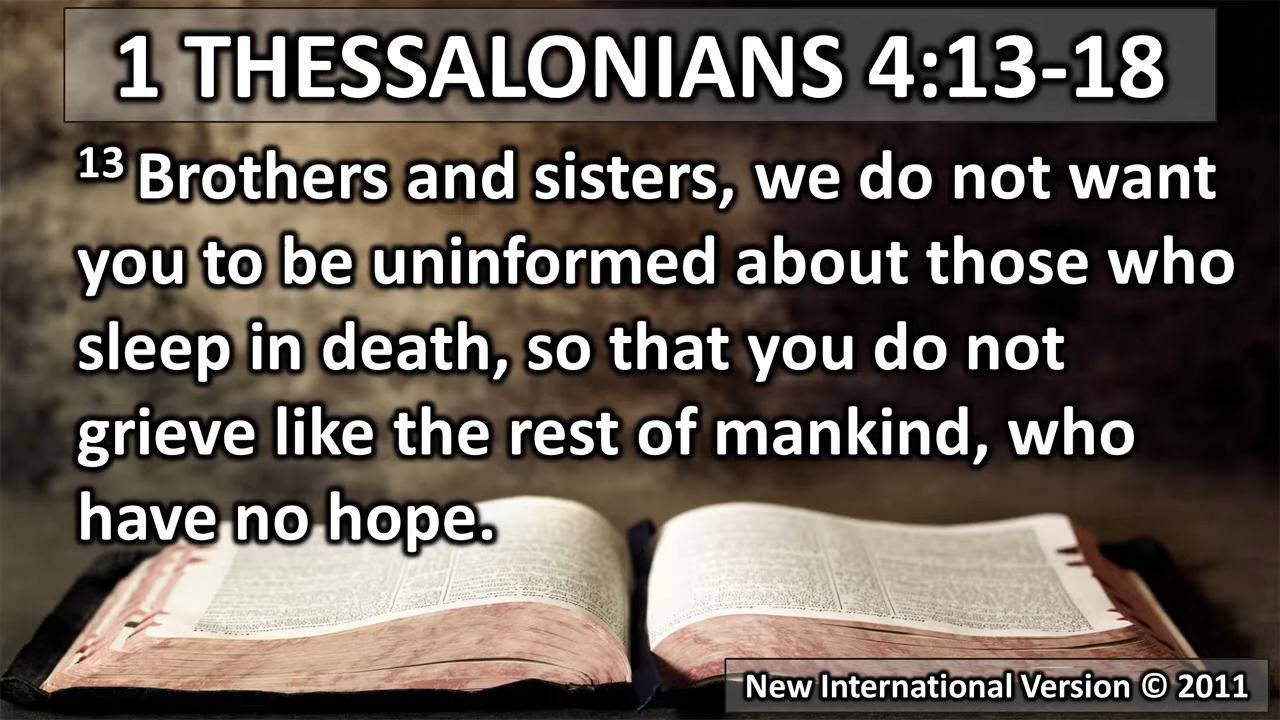 1 THESSALONIANS 4:13-18
13 Brothers and sisters, we do not want
you to be uninformed about those who
sleep in death, so that you do not
grieve like the rest of mankind, who
have no hope.
New International Version © 2011